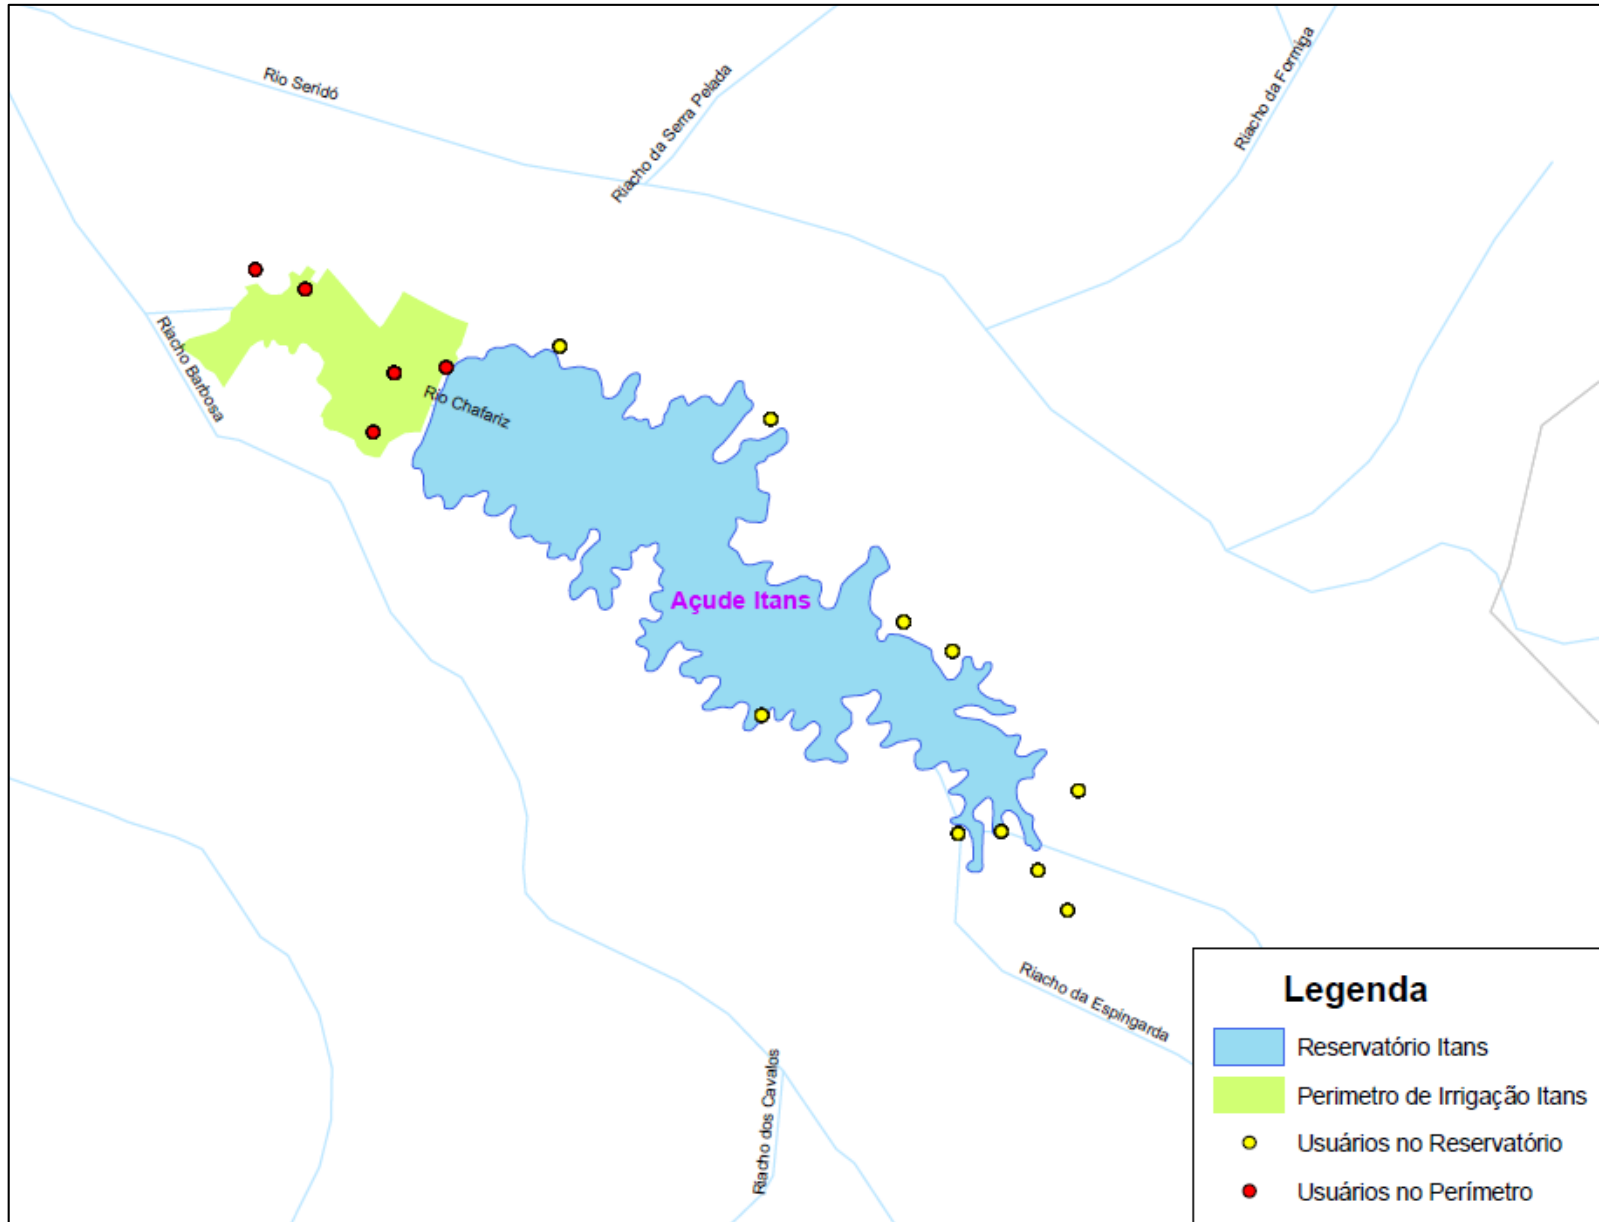 Rio Seridó
Riacho da Serra Pelada
Riacho da Formiga
Riacho Barbosa
Rio Chafariz
Açude Itans
Riacho da Espingarda
Riacho dos Cavalos
Legenda
Reservatório Itans
Perimetro de Irrigação Itans
Usuários no Reservatório
Usuários no Perímetro